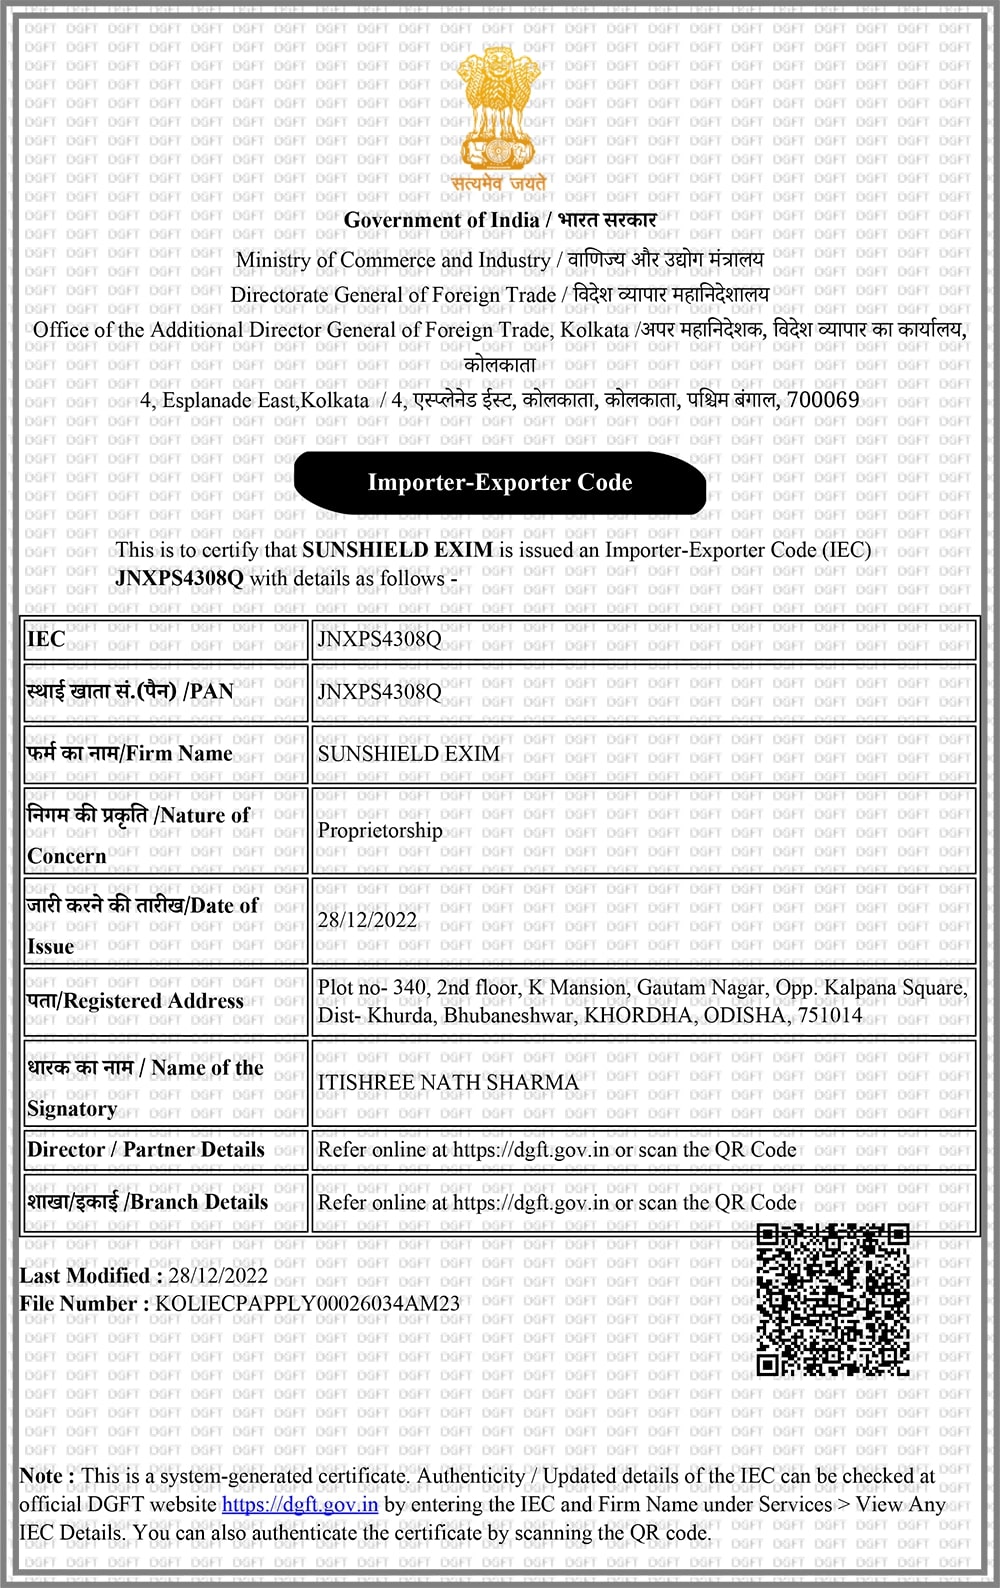 सत्यमेव जयते
Government of India / भारत सरकार
Ministry of Commerce and Industry / वाणिज्य और उद्योग मंत्रालय
Directorate General of Foreign Trade / विदेश व्यापार महानिदेशालय
Office of the Additional Director General of Foreign Trade, Kolkata /अपर महानिदेशक, विदेश व्यापार का कार्यालय,
कोलकाता
4, Esplanade East,Kolkata / 4, एस्प्लेनेड ईस्ट, कोलकाता, कोलकाता, पश्चिम बंगाल, 700069
Importer-Exporter Code
This is to certify that SUNSHIELD EXIM is issued an Importer-Exporter Code (IEC)
JNXPS4308Q with details as follows -
IEC JNXPS4308Q
स्थाई खाता सं.(पैन) /PAN JNXPS4308Q
फर्म का नाम/Firm Name SUNSHIELD EXIM
निगम की प्रकृति /Nature of
Concern
Proprietorship
जारी करने की तारीख/Date of
Issue
28/12/2022
पता/Registered Address
Plot no- 340, 2nd floor, K Mansion, Gautam Nagar, Opp. Kalpana Square,
Dist- Khurda, Bhubaneshwar, KHORDHA, ODISHA, 751014
धारक का नाम / Name of the
Signatory
ITISHREE NATH SHARMA
Director / Partner Details Refer online at https://dgft.gov.in or scan the QR Code
शाखा/इकाई /Branch Details Refer online at https://dgft.gov.in or scan the QR Code
Last Modified : 28/12/2022
File Number : KOLIECPAPPLY00026034AM23
Note : This is a system-generated certificate. Authenticity / Updated details of the IEC can be checked at
official DGFT website https://dgft.gov.in by entering the IEC and Firm Name under Services > View Any
IEC Details. You can also authenticate the certificate by scanning the QR code.